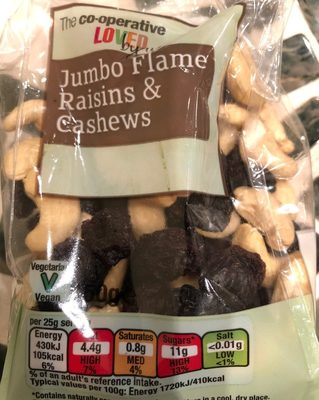 The co-operative
LOVED
by
Jumbo Flame
Raisins &
Cashews
Vegetarian
Vegan
per 25g
Energy
430kJ
105kcal
6%
4.4g
HIGH
7%
Saturates
0.8g
MED
4%
Sugars*
11g
HIGH
13%
Salt
<0.01g
LOW
<1%
% of an adult's reference intake.
Typical values per 100g: Energy 1720kJ/410kcal
*Contains naturally
in a cool, dry place.